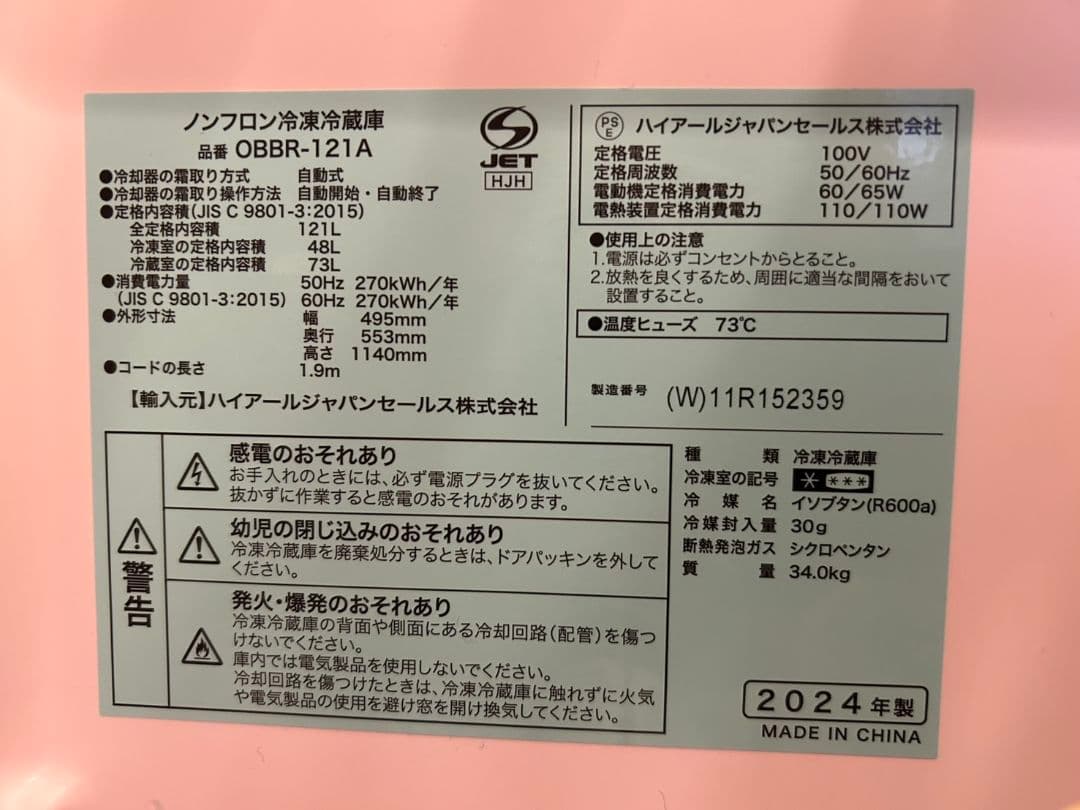 ノンフロン冷凍冷蔵庫
品番 OBBR-121A
JET
HJH
●冷却器の霜取り方式 自動式
●冷却器の霜取り操作方法 自動開始・自動終了
●定格内容積(JIS C 9801-3:2015)
全定格内容積 121L
冷凍室の定格内容積 48L
冷蔵室の定格内容積 73L
●消費電力量 50Hz 270kWh/年
(JIS C 9801-3:2015) 60Hz 270kWh/年
●外形寸法 幅 495mm
奥行 553mm
高さ 1140mm
●コードの長さ 1.9m
【輸入元】ハイアールジャパンセールス株式会社
PS E ハイアールジャパンセールス株式会社
定格電圧 100V
定格周波数 50/60Hz
電動機定格消費電力 60/65W
電熱装置定格消費電力 110/110W
●使用上の注意
1.電源は必ずコンセントからとること。
2.放熱を良くするため、周囲に適当な間隔をおいて
設置すること。
●温度ヒューズ 73℃
製造番号 (W)11R152359
警告
感電のおそれあり
お手入れのときには、必ず電源プラグを抜いてください。
抜かずに作業すると感電のおそれがあります。
幼児の閉じ込みのおそれあり
冷凍冷蔵庫を廃棄処分するときは、ドアパッキンを外して
ください。
発火・爆発のおそれあり
冷凍冷蔵庫の背面や側面にある冷却回路(配管)を傷つ
けないでください。
庫内では電気製品を使用しないでください。
冷却回路を傷つけたときは、冷凍冷蔵庫に触れずに火気
や電気製品の使用を避け窓を開け換気してください。
種類 冷凍冷蔵庫
冷凍室の記号 * ***
冷媒名 イソブタン(R600a)
冷媒封入量 30g
断熱発泡ガス シクロペンタン
質量 34.0kg
2024年製
MADE IN CHINA